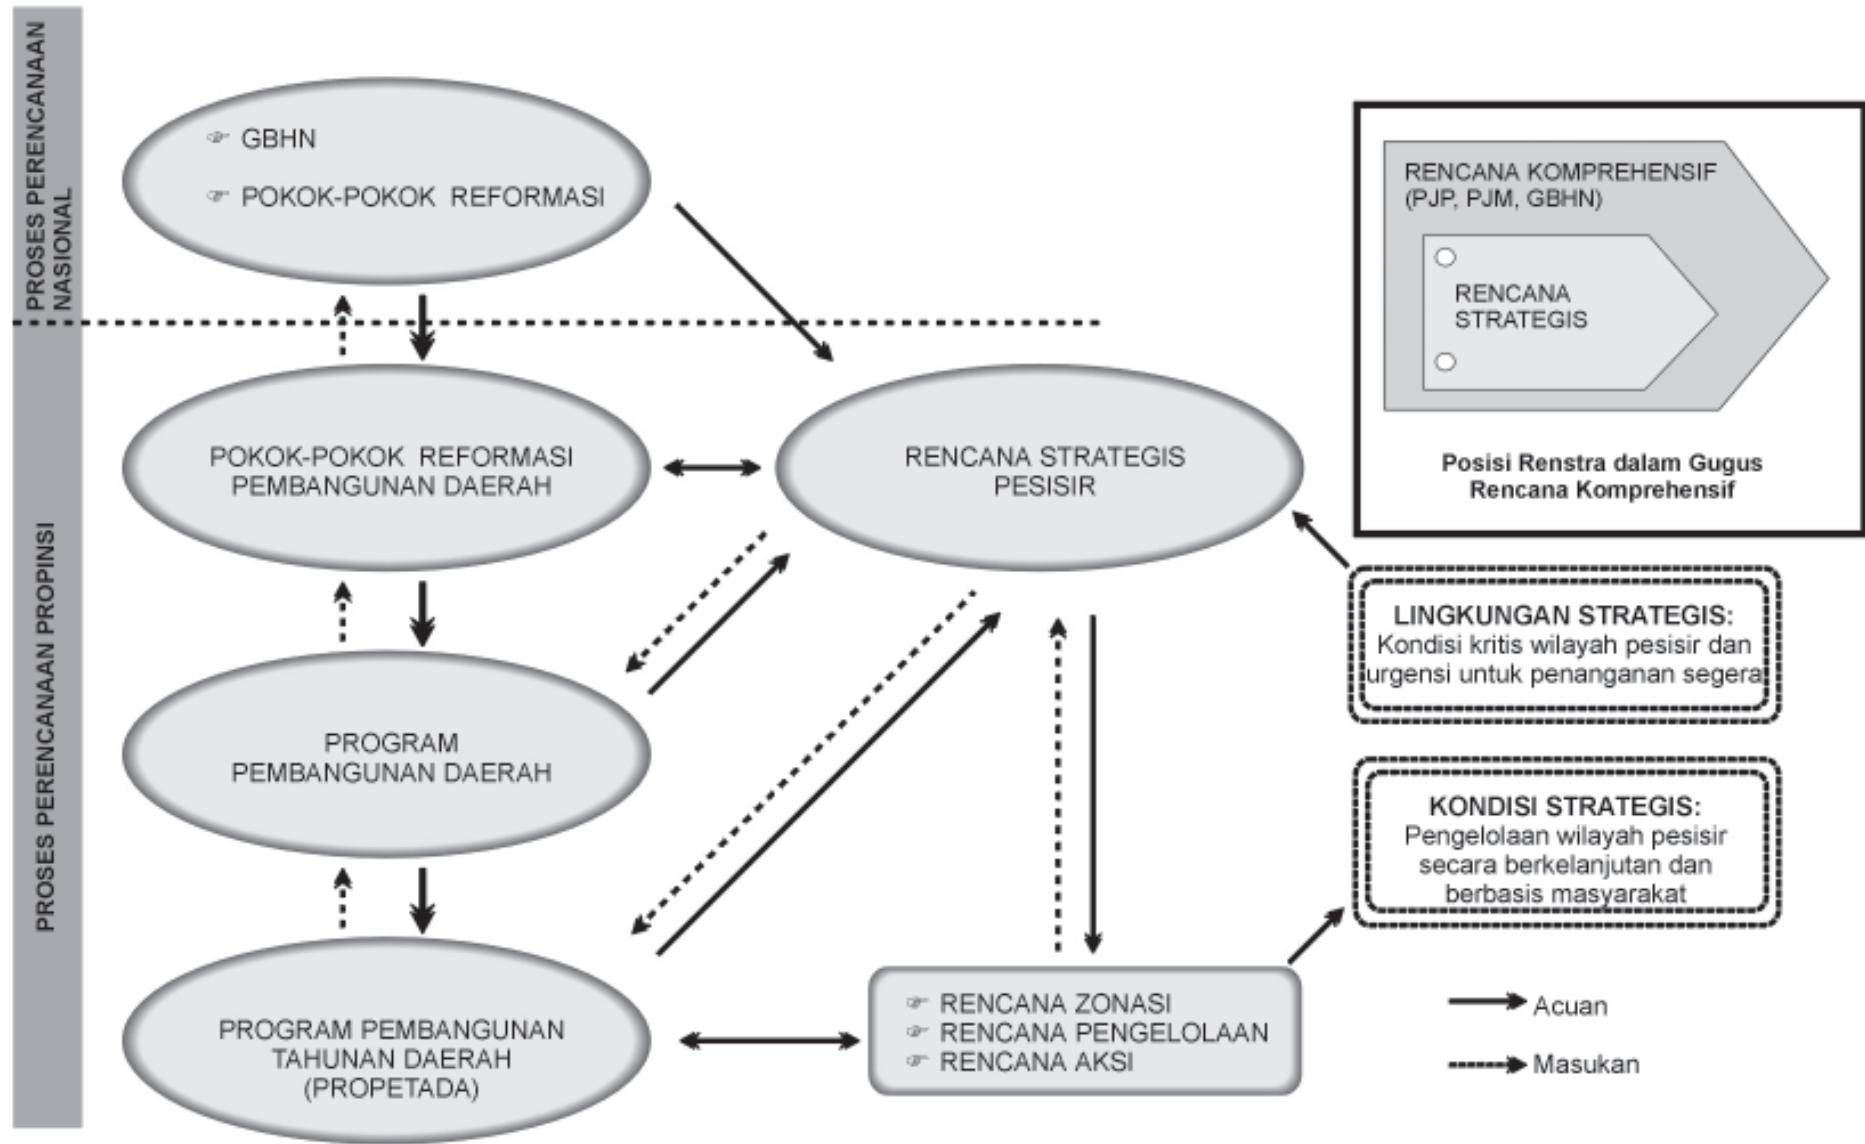 PROSES PERENCANAAN
NASIONAL
GBHN
POKOK-POKOK REFORMASI
RENCANA KOMPREHENSIF
(PJP, PJM, GBHN)
RENCANA
STRATEGIS
Posisi Renstra dalam Gugus
Rencana Komprehensif
PROSES PERENCANAAN PROPINSI
POKOK-POKOK REFORMASI
PEMBANGUNAN DAERAH
RENCANA STRATEGIS
PESISIR
LINGKUNGAN STRATEGIS:
Kondisi kritis wilayah pesisir dan
urgensi untuk penanganan segera
PROGRAM
PEMBANGUNAN DAERAH
KONDISI STRATEGIS:
Pengelolaan wilayah pesisir
secara berkelanjutan dan
berbasis masyarakat
PROGRAM PEMBANGUNAN
TAHUNAN DAERAH
(PROPETADA)
RENCANA ZONASI
RENCANA PENGELOLAAN
RENCANA AKSI
Acuan
Masukan